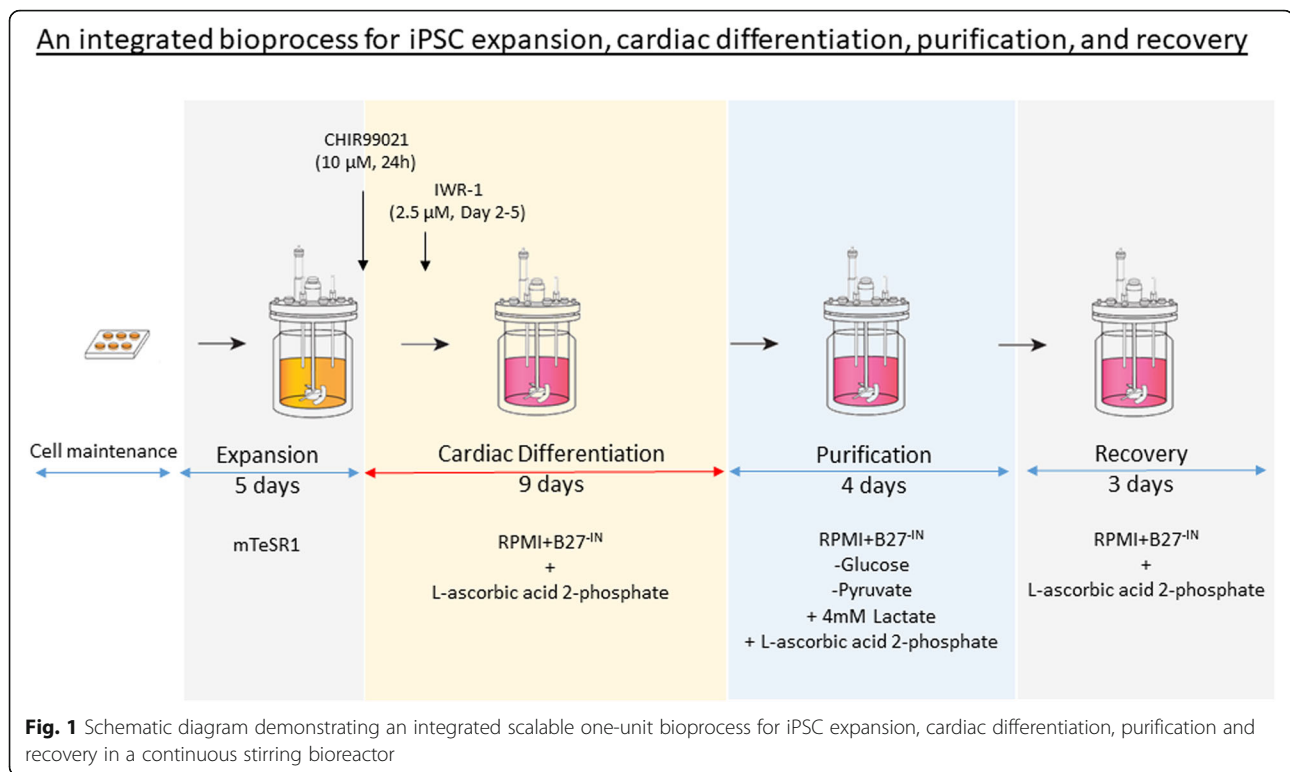 An integrated bioprocess for iPSC expansion, cardiac differentiation, purification, and recovery
CHIR99021
(10 µM, 24h)
IWR-1
(2.5 µM, Day 2-5)
Cell maintenance
Expansion
5 days
mTeSR1
Cardiac Differentiation
9 days
RPMI+B27-IN
+
L-ascorbic acid 2-phosphate
Purification
4 days
RPMI+B27-IN
-Glucose
-Pyruvate
+ 4mM Lactate
+ L-ascorbic acid 2-phosphate
Recovery
3 days
RPMI+B27-IN
+
L-ascorbic acid 2-phosphate
Fig. 1 Schematic diagram demonstrating an integrated scalable one-unit bioprocess for iPSC expansion, cardiac differentiation, purification and
recovery in a continuous stirring bioreactor